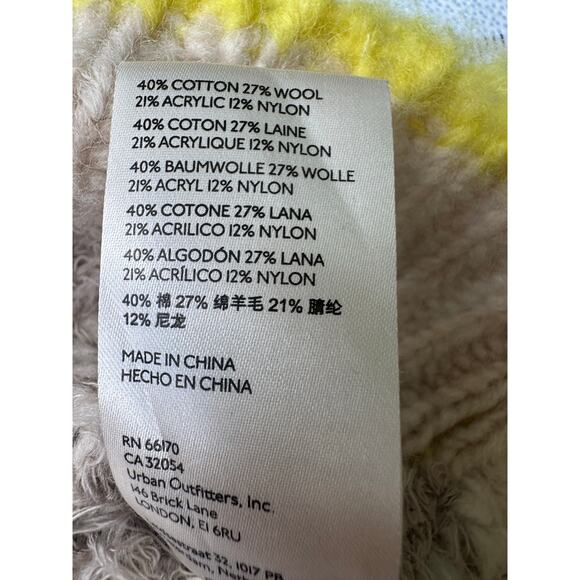 40% COTTON 27% WOOL
21% ACRYLIC 12% NYLON
40% COTON 27% LAINE
21% ACRYLIQUE 12% NYLON
40% BAUMWOLLE 27% WOLLE
21% ACRYL 12% NYLON
40% COTONE 27% LANA
21% ACRILICO 12% NYLON
40% ALGODÓN 27% LANA
21% ACRÍLICO 12% NYLON
40% 棉 27% 绵羊毛 21% 腈纶
12% 尼龙
MADE IN CHINA
HECHO EN CHINA
RN 66170
CA 32054
Urban Outfitters, Inc.
146 Brick Lane
LONDON, E1 6RU
32, 1017 PB